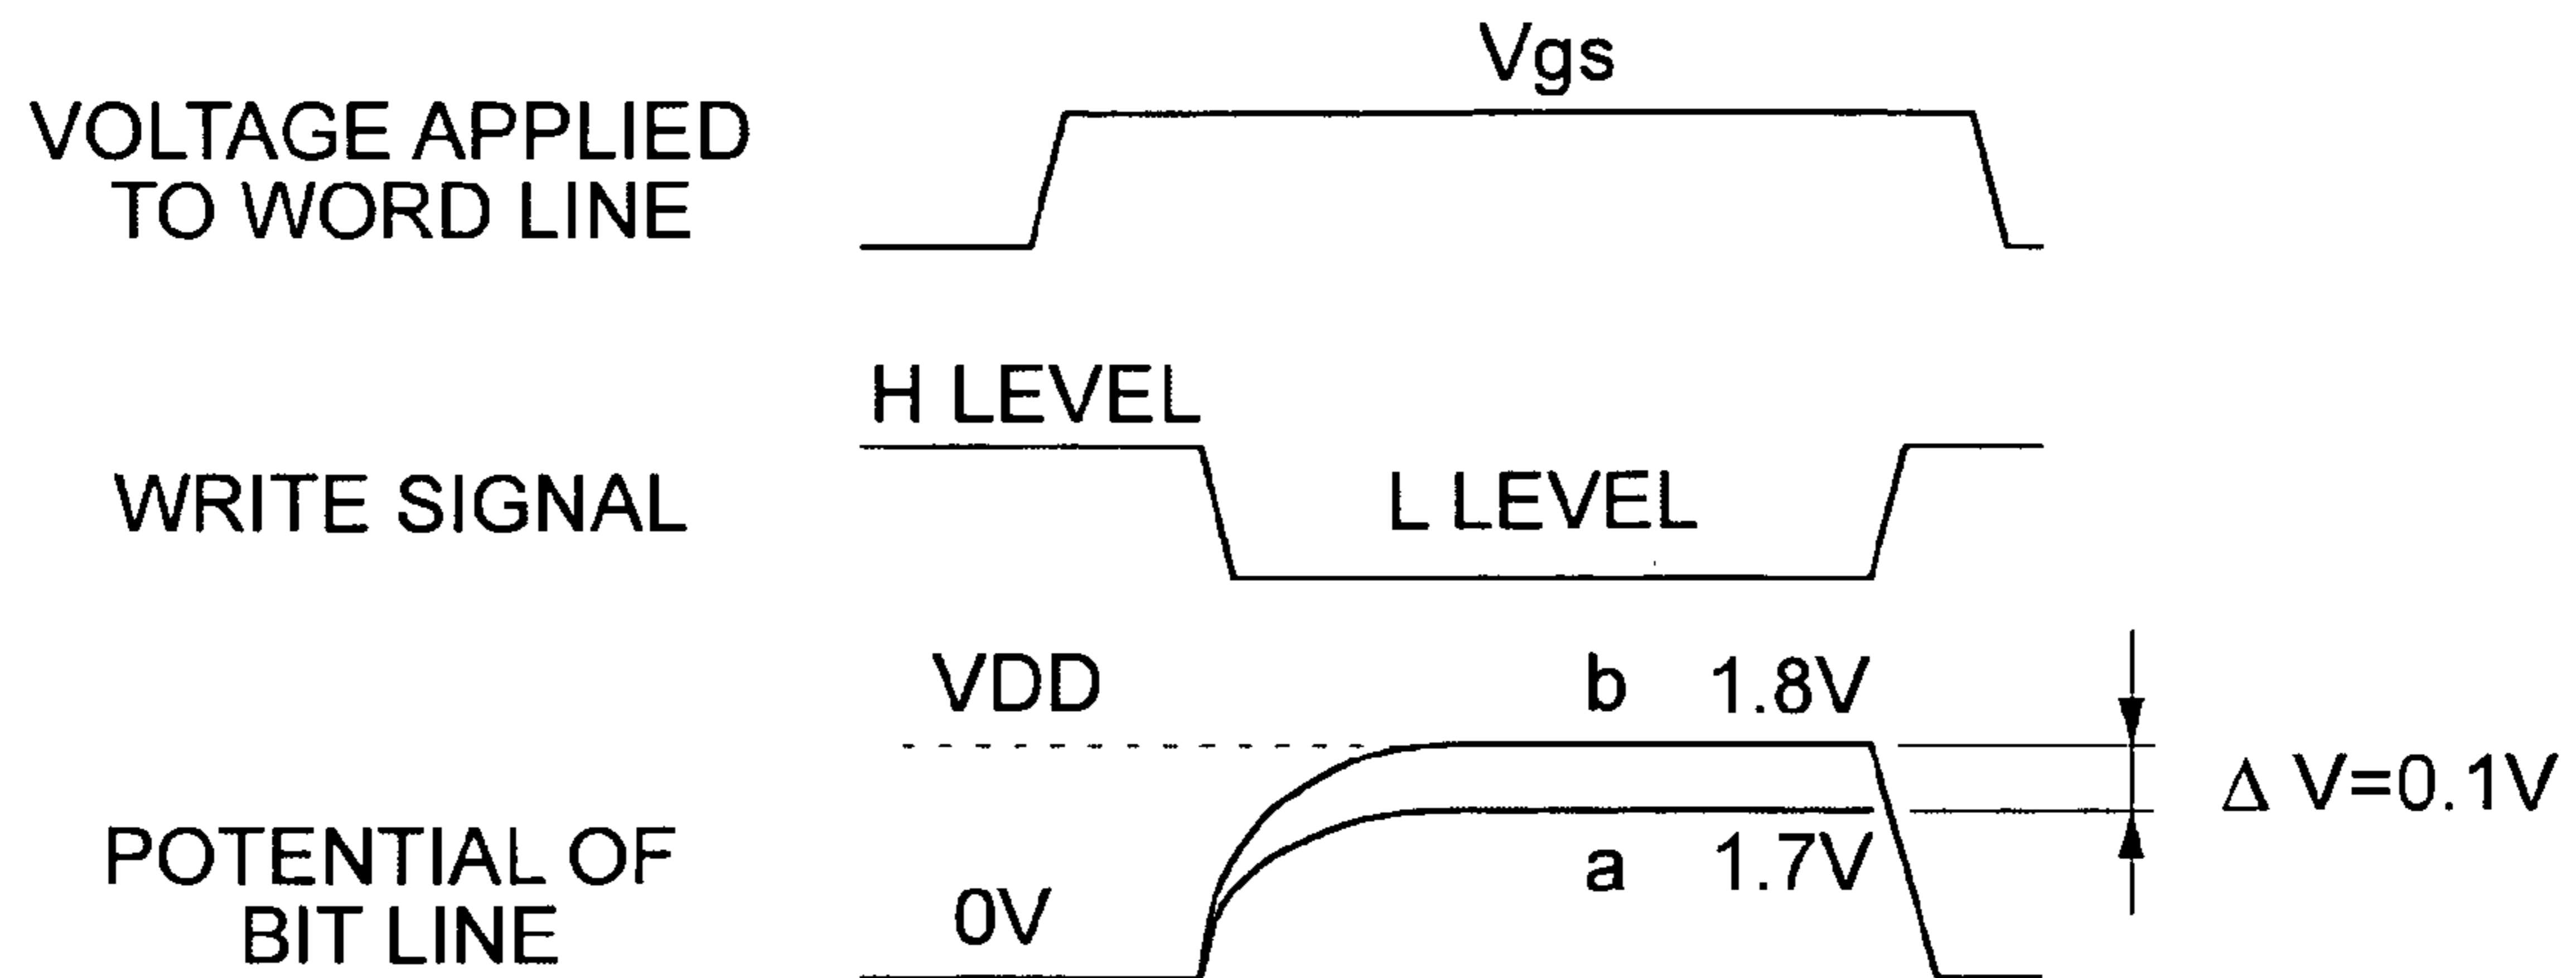 Vgs
VOLTAGE APPLIED
TO WORD LINE
H LEVEL
WRITE SIGNAL
L LEVEL
VDD
b 1.8V
Δ V=0.1V
POTENTIAL OF
BIT LINE
a 1.7V
0V